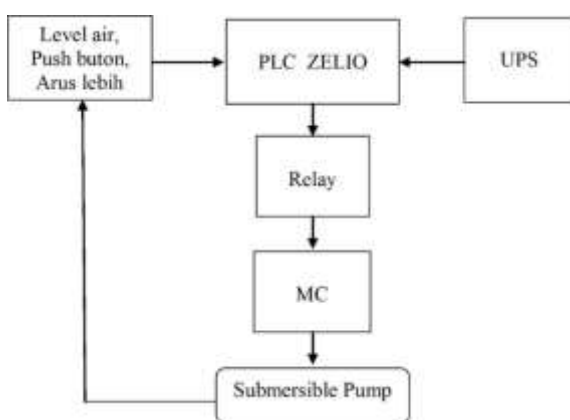 Level air,
Push buton,
Arus lebih
PLC ZELIO
UPS
Relay
MC
Submersible Pump